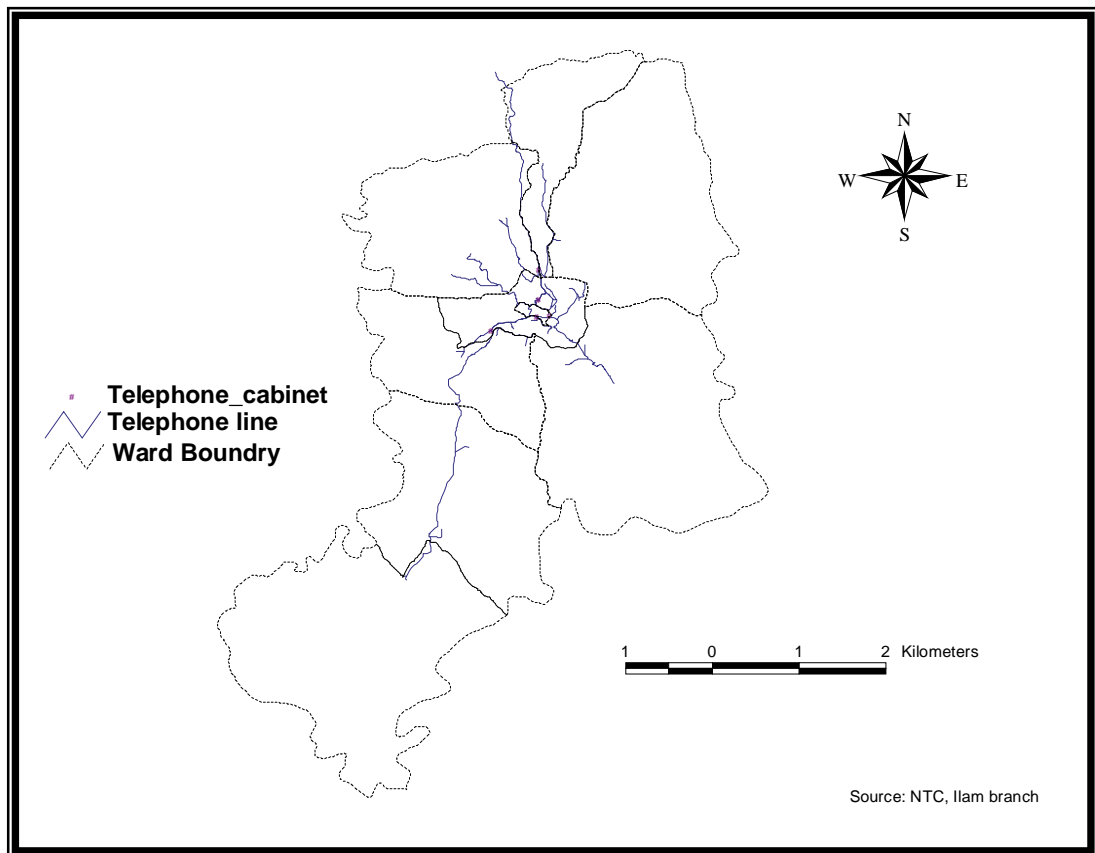 N
W E
S
Telephone_cabinet
Telephone line
Ward Boundry
1 0 1 2 Kilometers
Source: NTC, Ilam branch